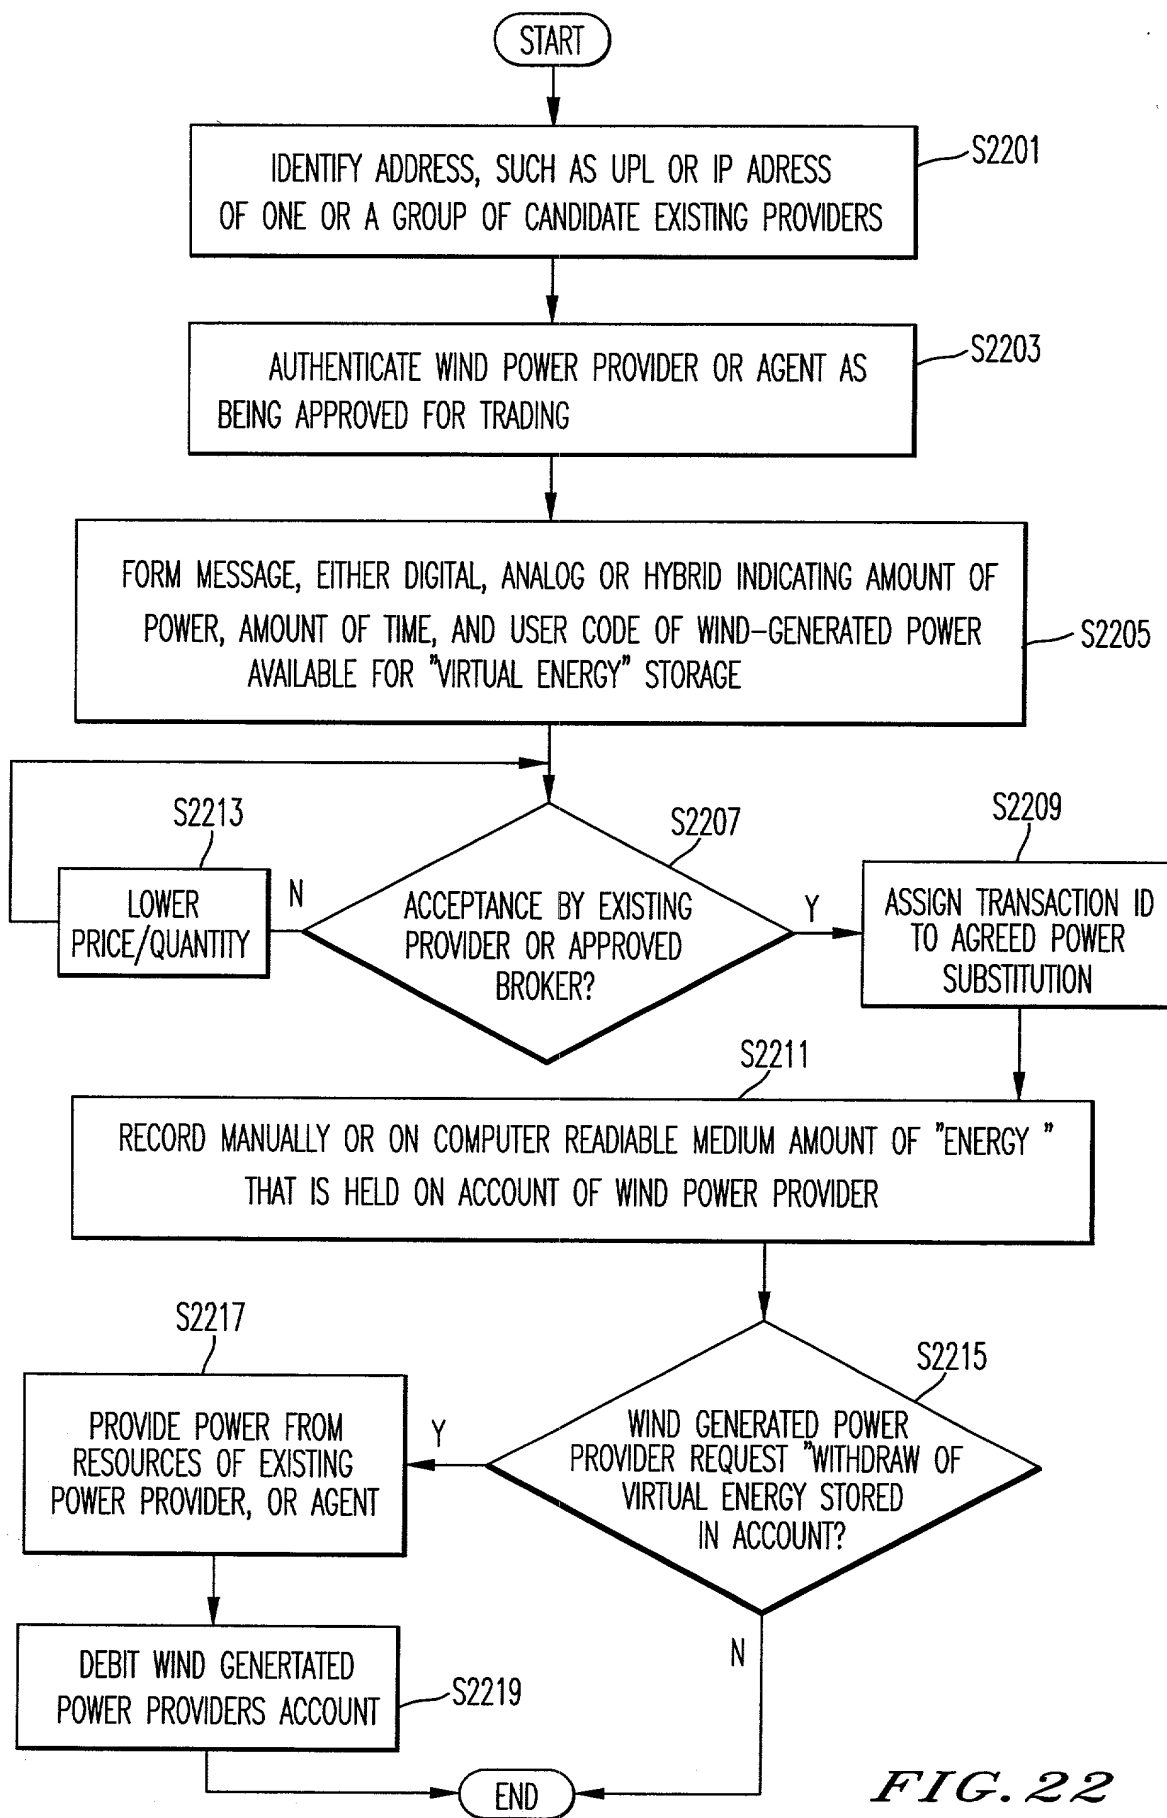 START
S2201
IDENTIFY ADDRESS, SUCH AS UPL OR IP ADRESS
OF ONE OR A GROUP OF CANDIDATE EXISTING PROVIDERS
S2203
AUTHENTICATE WIND POWER PROVIDER OR AGENT AS
BEING APPROVED FOR TRADING
FORM MESSAGE, EITHER DIGITAL, ANALOG OR HYBRID INDICATING AMOUNT OF
POWER, AMOUNT OF TIME, AND USER CODE OF WIND-GENERATED POWER
AVAILABLE FOR "VIRTUAL ENERGY" STORAGE
S2205
S2213
LOWER
PRICE/QUANTITY
N
S2207
ACCEPTANCE BY EXISTING
PROVIDER OR APPROVED
BROKER?
Y
S2209
ASSIGN TRANSACTION ID
TO AGREED POWER
SUBSTITUTION
S2211
RECORD MANUALLY OR ON COMPUTER READIABLE MEDIUM AMOUNT OF "ENERGY "
THAT IS HELD ON ACCOUNT OF WIND POWER PROVIDER
S2215
WIND GENERATED POWER
PROVIDER REQUEST "WITHDRAW OF
VIRTUAL ENERGY STORED
IN ACCOUNT?
Y
N
S2217
PROVIDE POWER FROM
RESOURCES OF EXISTING
POWER PROVIDER, OR AGENT
DEBIT WIND GENERTATED
POWER PROVIDERS ACCOUNT
S2219
END
FIG. 22